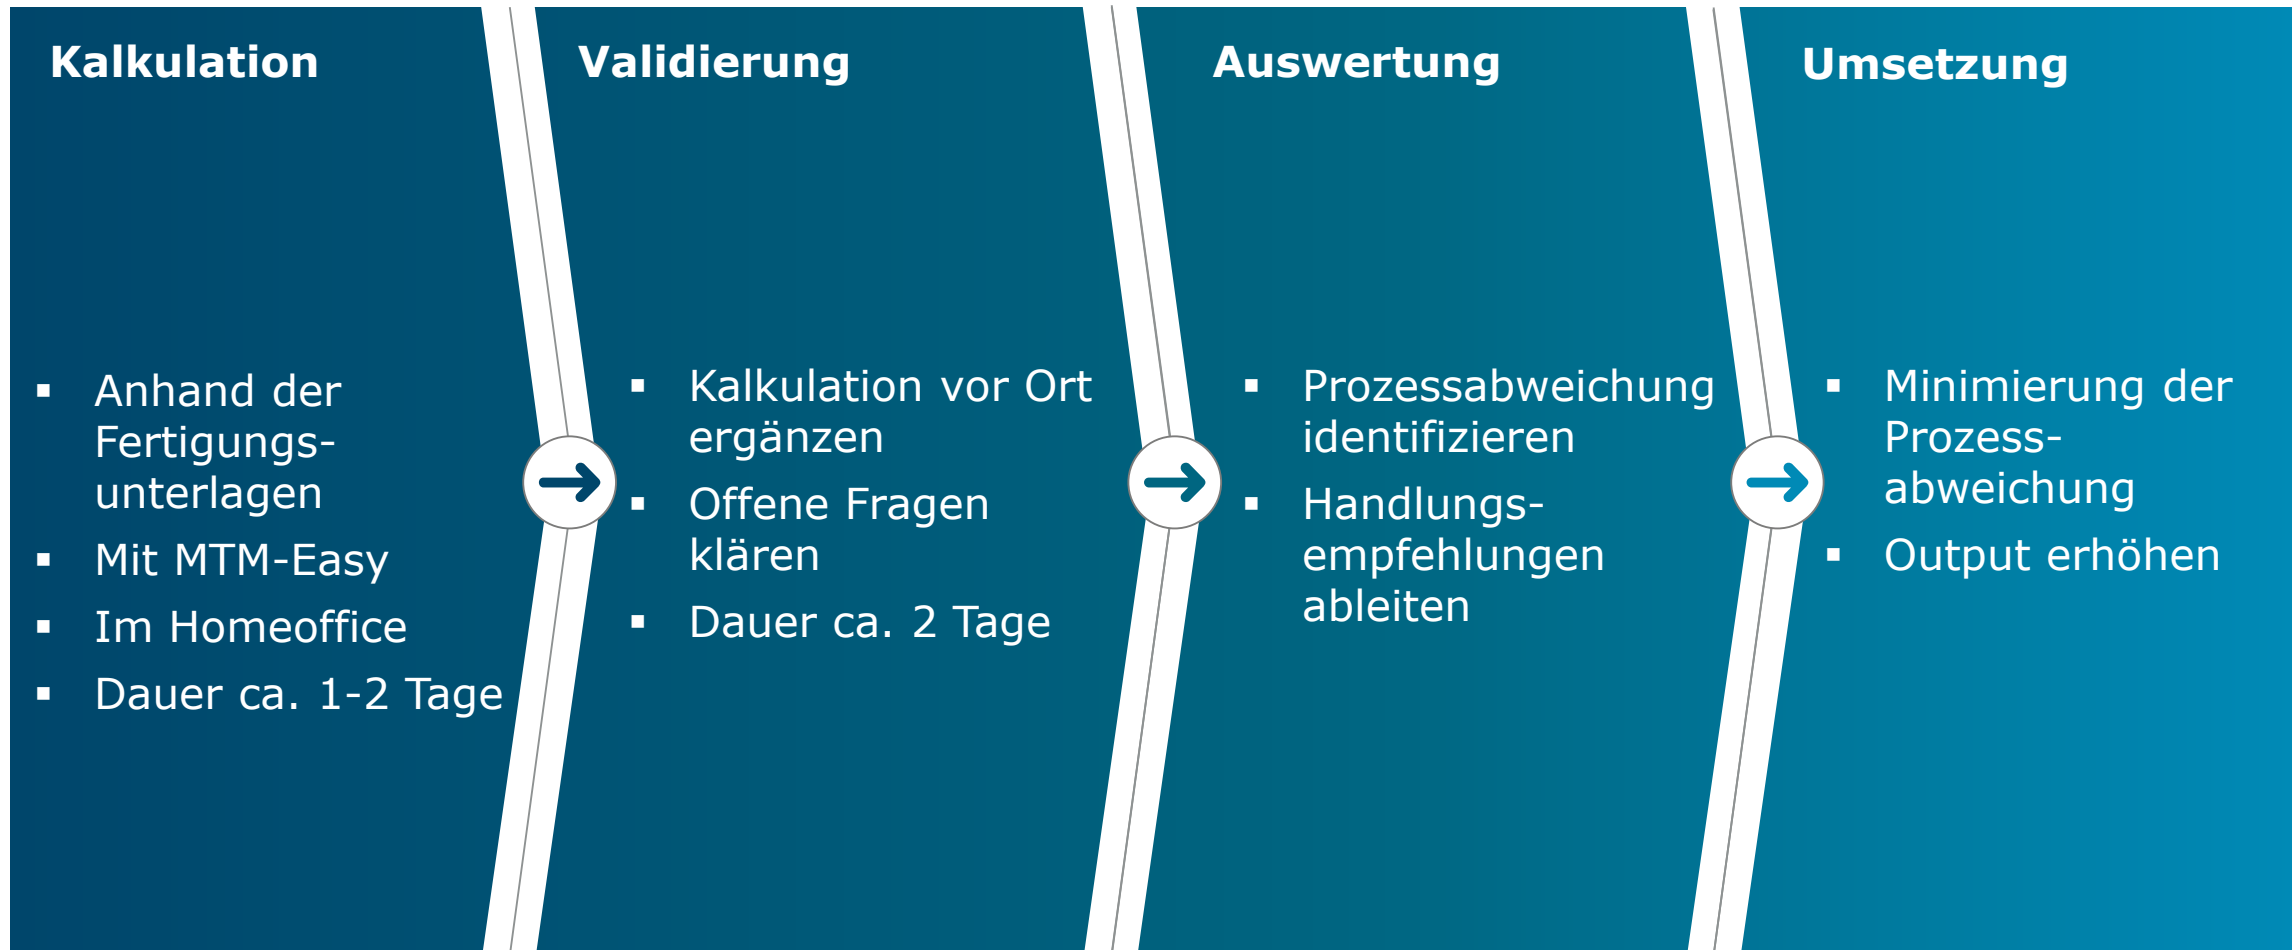 Kalkulation
▪ Anhand der
Fertigungs-
unterlagen
▪ Mit MTM-Easy
▪ Im Homeoffice
▪ Dauer ca. 1-2 Tage
Validierung
▪ Kalkulation vor Ort
ergänzen
▪ Offene Fragen
klären
▪ Dauer ca. 2 Tage
Auswertung
▪ Prozessabweichung
identifizieren
▪ Handlungs-
empfehlungen
ableiten
Umsetzung
▪ Minimierung der
Prozess-
abweichung
▪ Output erhöhen